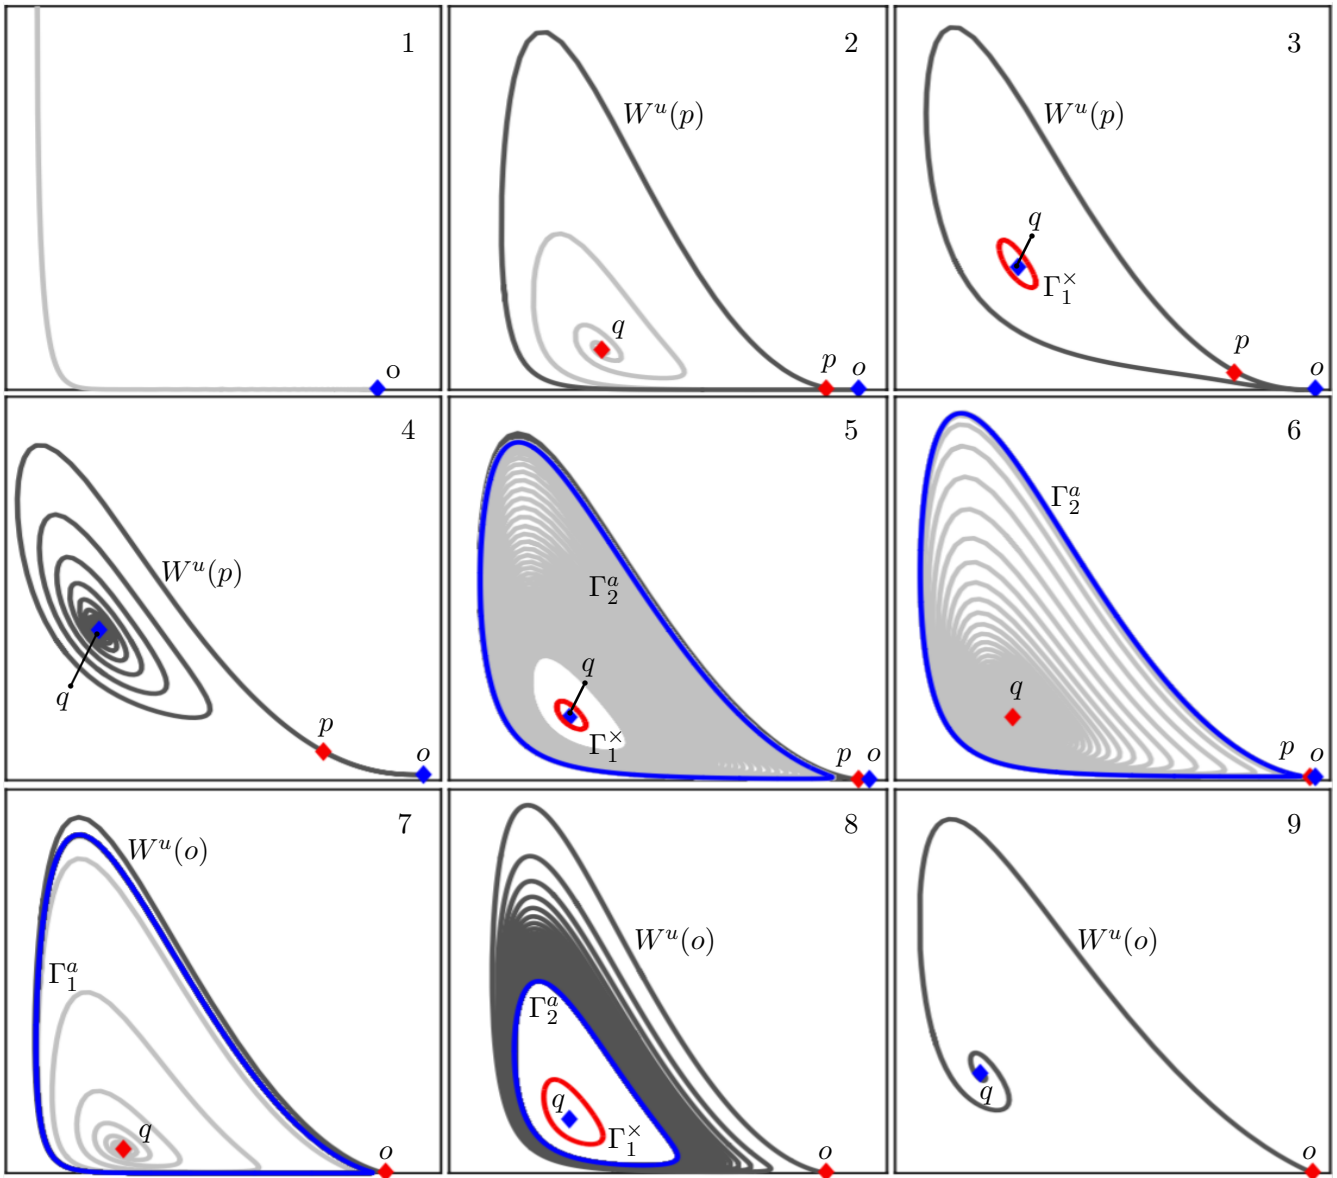 1
o
2
W^u(p)
q
p o
3
W^u(p)
q
Γ_1^×
p
o
4
W^u(p)
q
p
o
5
Γ_2^a
q
Γ_1^×
p o
6
Γ_2^a
q
p o
7
W^u(o)
Γ_1^a
q
o
8
W^u(o)
Γ_2^a
q
Γ_1^×
o
9
W^u(o)
q
o